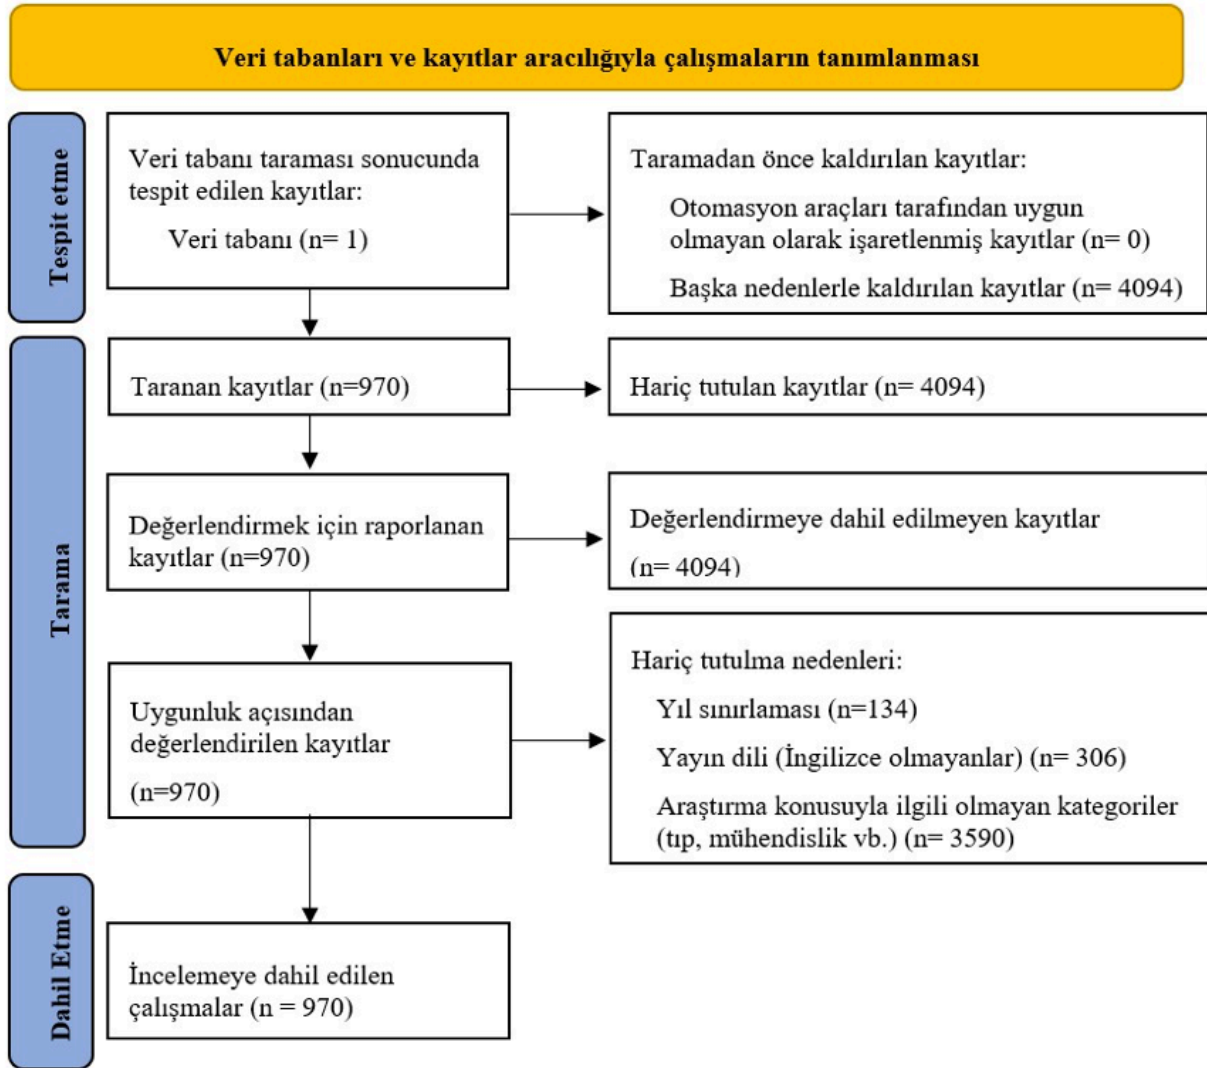 Veri tabanları ve kayıtlar aracılığıyla çalışmaların tanımlanması
Tespit etme
Veri tabanı taraması sonucunda
tespit edilen kayıtlar:
Veri tabanı (n= 1)
Taramadan önce kaldırılan kayıtlar:
Otomasyon araçları tarafından uygun
olmayan olarak işaretlenmiş kayıtlar (n= 0)
Başka nedenlerle kaldırılan kayıtlar (n= 4094)
Tarama
Taranan kayıtlar (n=970)
Hariç tutulan kayıtlar (n= 4094)
Değerlendirmek için raporlanan
kayıtlar (n=970)
Değerlendirmeye dahil edilmeyen kayıtlar
(n= 4094)
Uygunluk açısından
değerlendirilen kayıtlar
(n=970)
Hariç tutulma nedenleri:
Yıl sınırlaması (n=134)
Yayın dili (İngilizce olmayanlar) (n= 306)
Araştırma konusuyla ilgili olmayan kategoriler
(tıp, mühendislik vb.) (n= 3590)
Dahil Etme
İncelemeye dahil edilen
çalışmalar (n = 970)